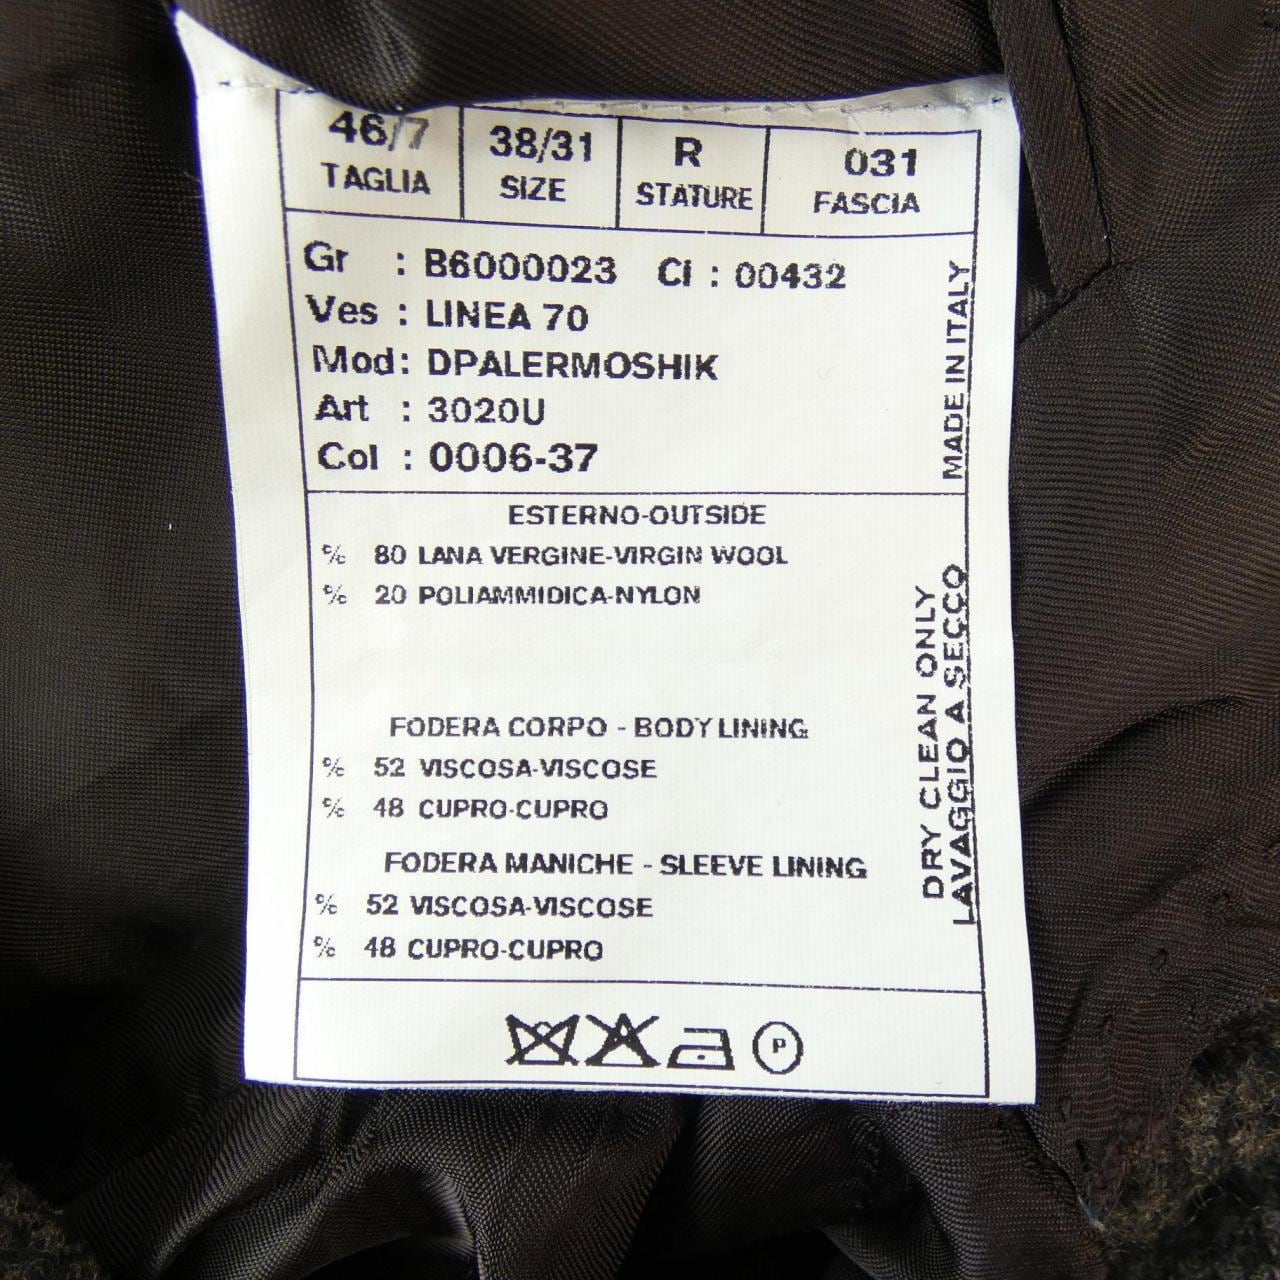 46/7 38/31 R 031
TAGLIA SIZE STATURE FASCIA
Gr : B6000023 Cl : 00432
Ves : LINEA 70
Mod: DPALERMOSHIK
Art : 3020U
Col : 0006-37
MADE IN ITALY
ESTERNO-OUTSIDE
% 80 LANA VERGINE-VIRGIN WOOL
% 20 POLIAMMIDICA-NYLON
FODERA CORPO - BODY LINING
% 52 VISCOSA-VISCOSE
% 48 CUPRO-CUPRO
FODERA MANICHE - SLEEVE LINING
% 52 VISCOSA-VISCOSE
% 48 CUPRO-CUPRO
DRY CLEAN ONLY
LAVAGGIO A SECCO
P